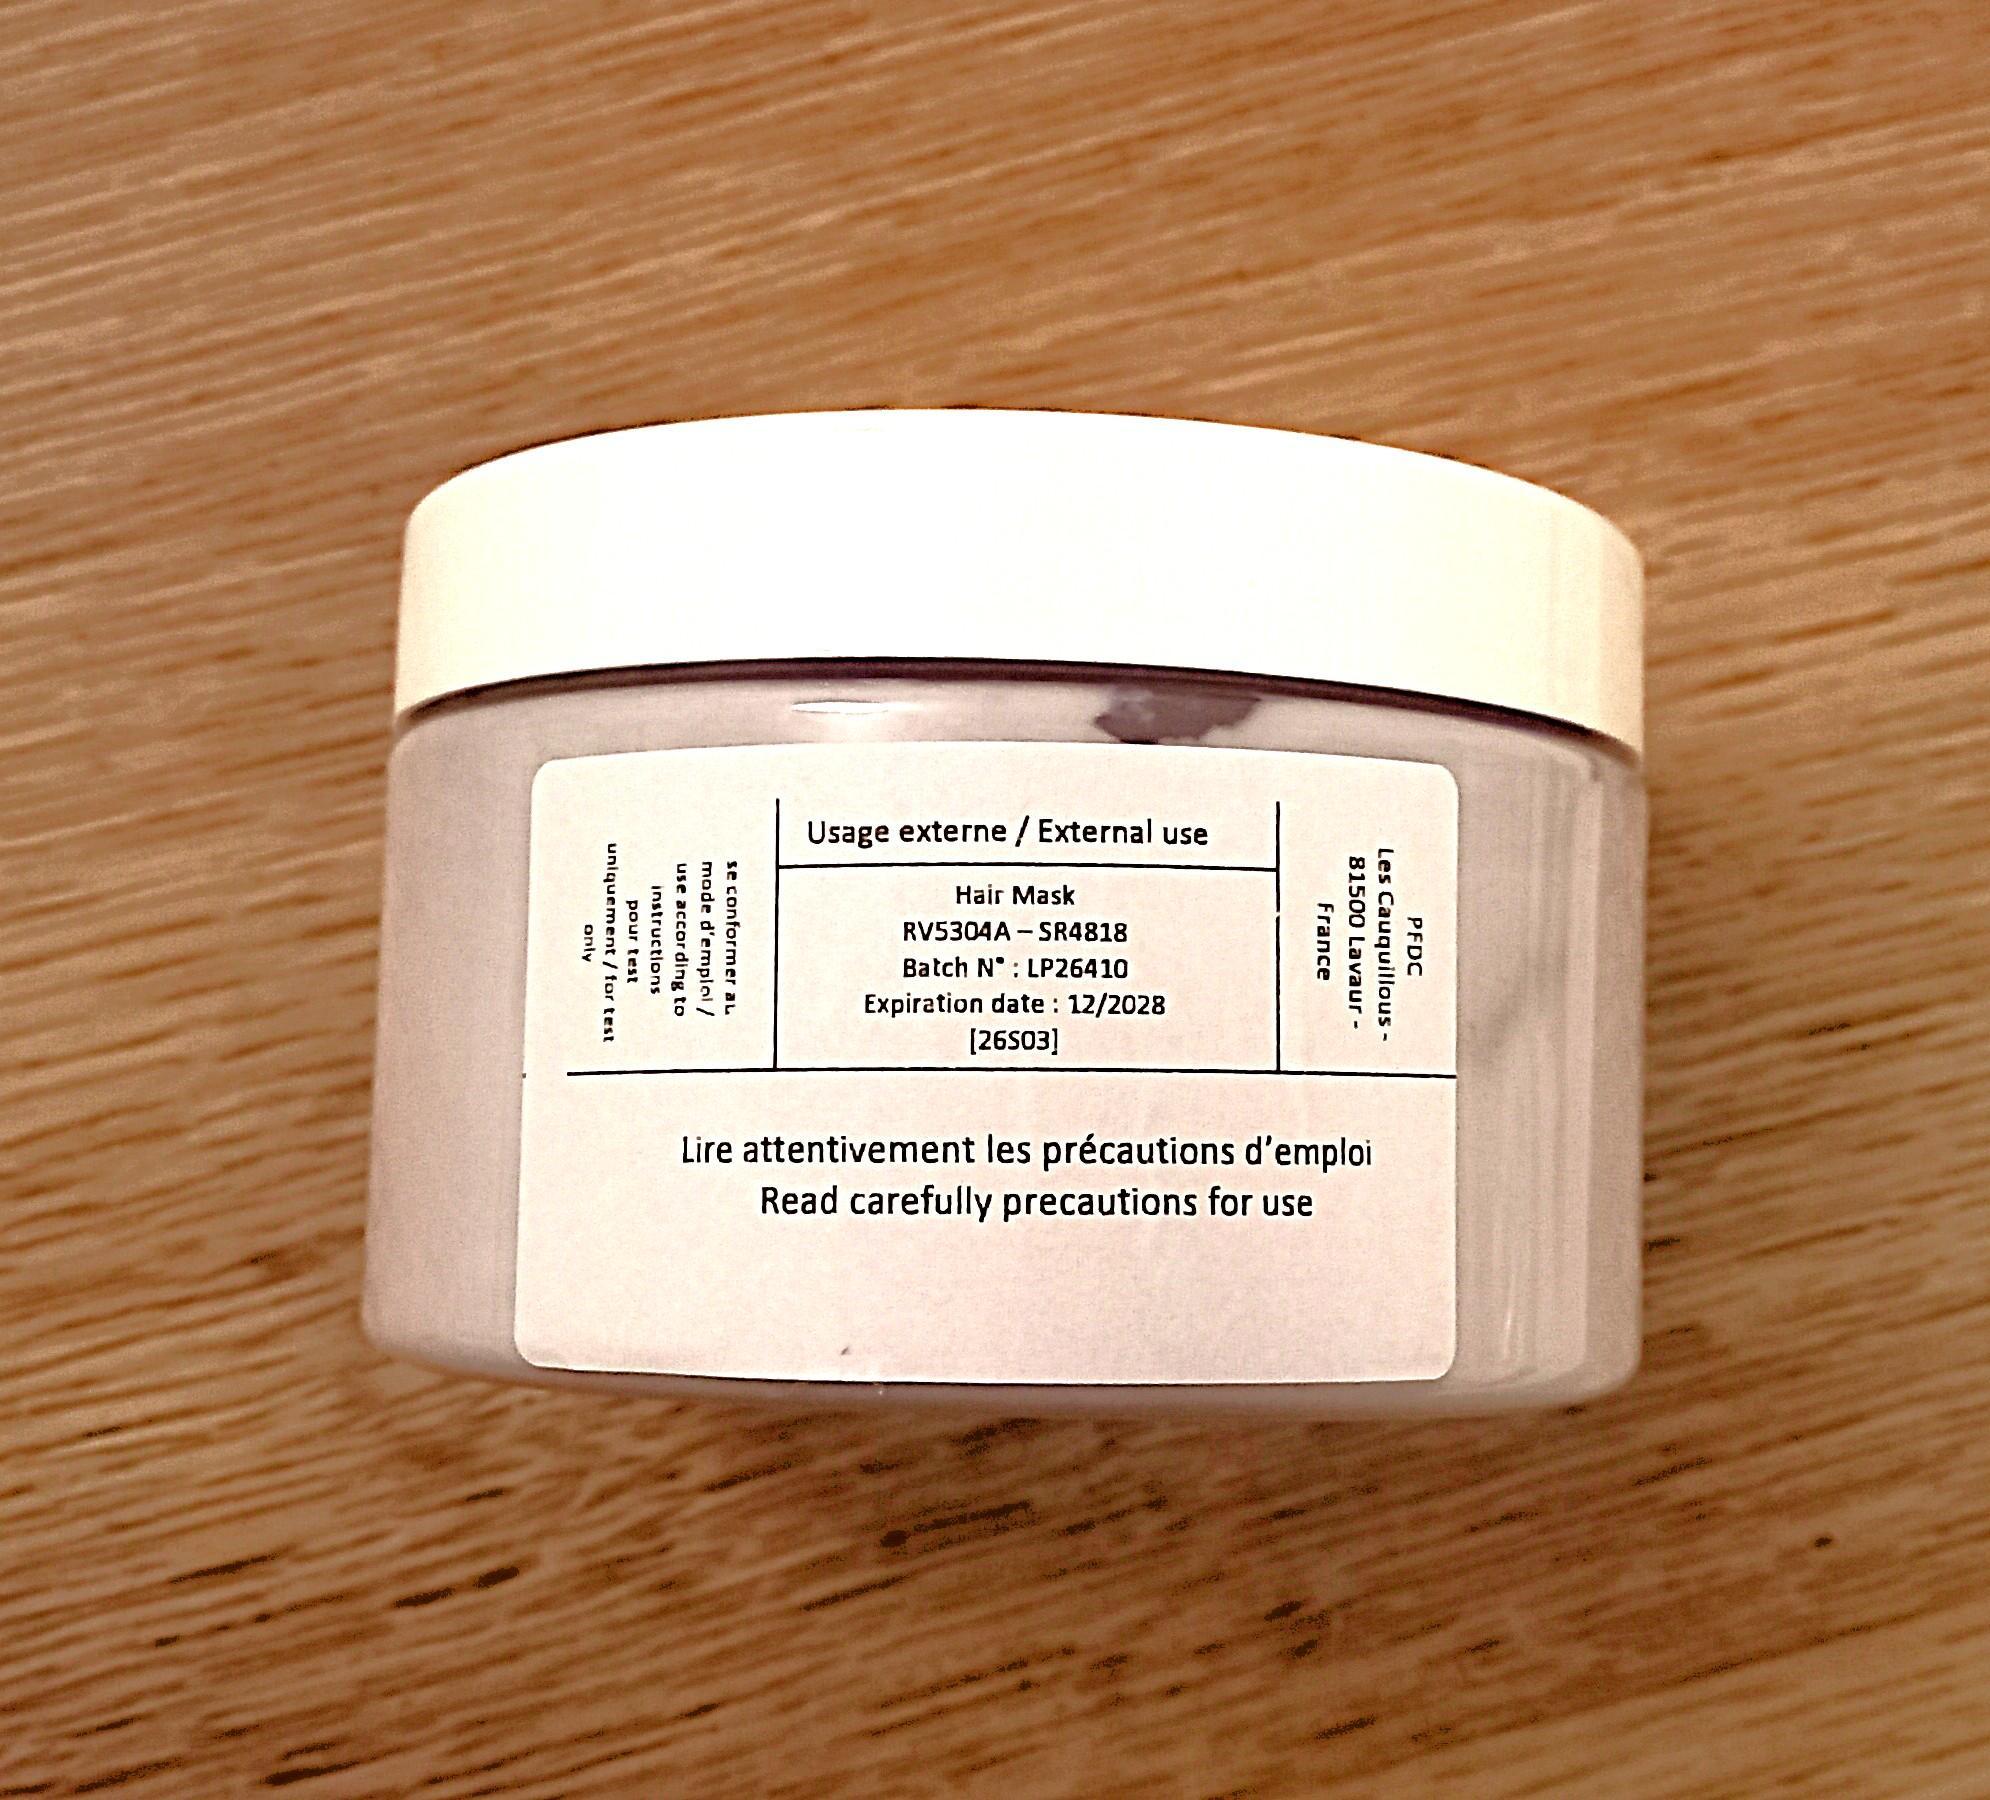 Usage externe / External use
Hair Mask
RV5304A – SR4818
Batch N° : LP26410
Expiration date : 12/2028
[26S03]
se conformer au
mode d'emploi /
use according to
instructions
pour test
uniquement / for test
only
PFDC
Les Cauquillous -
81500 Lavaur -
France
Lire attentivement les précautions d'emploi
Read carefully precautions for use